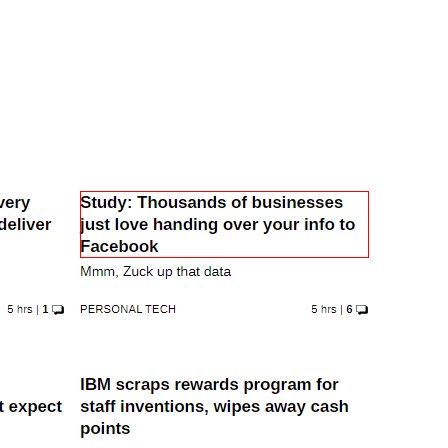 very
deliver
5 hrs | 1
Study: Thousands of businesses
just love handing over your info to
Facebook
Mmm, Zuck up that data
PERSONAL TECH 5 hrs | 6
t expect
IBM scraps rewards program for
staff inventions, wipes away cash
points